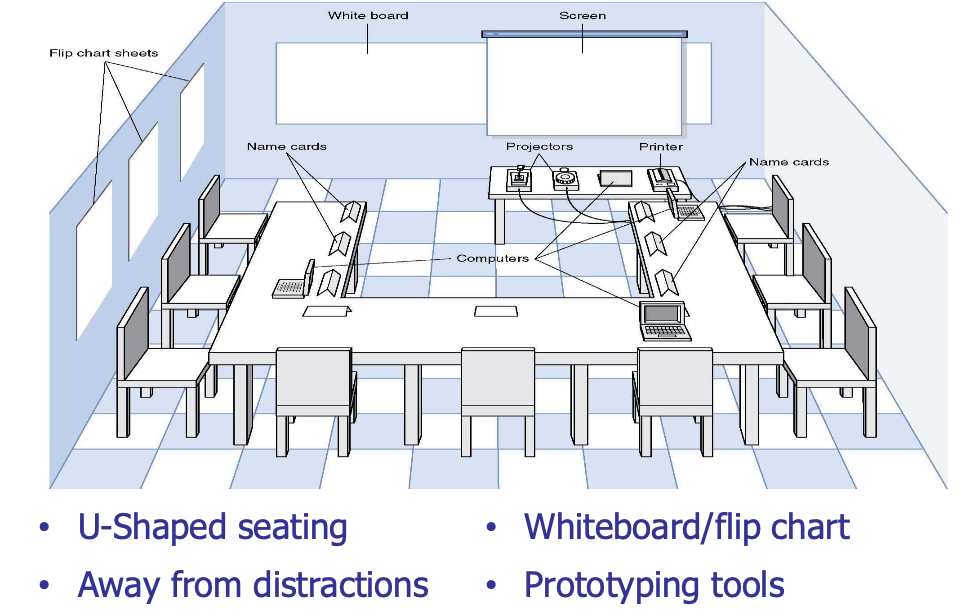 White board
Screen
Flip chart sheets
Name cards
Projectors
Printer
Name cards
Computers
• U-Shaped seating
• Away from distractions
• Whiteboard/flip chart
• Prototyping tools